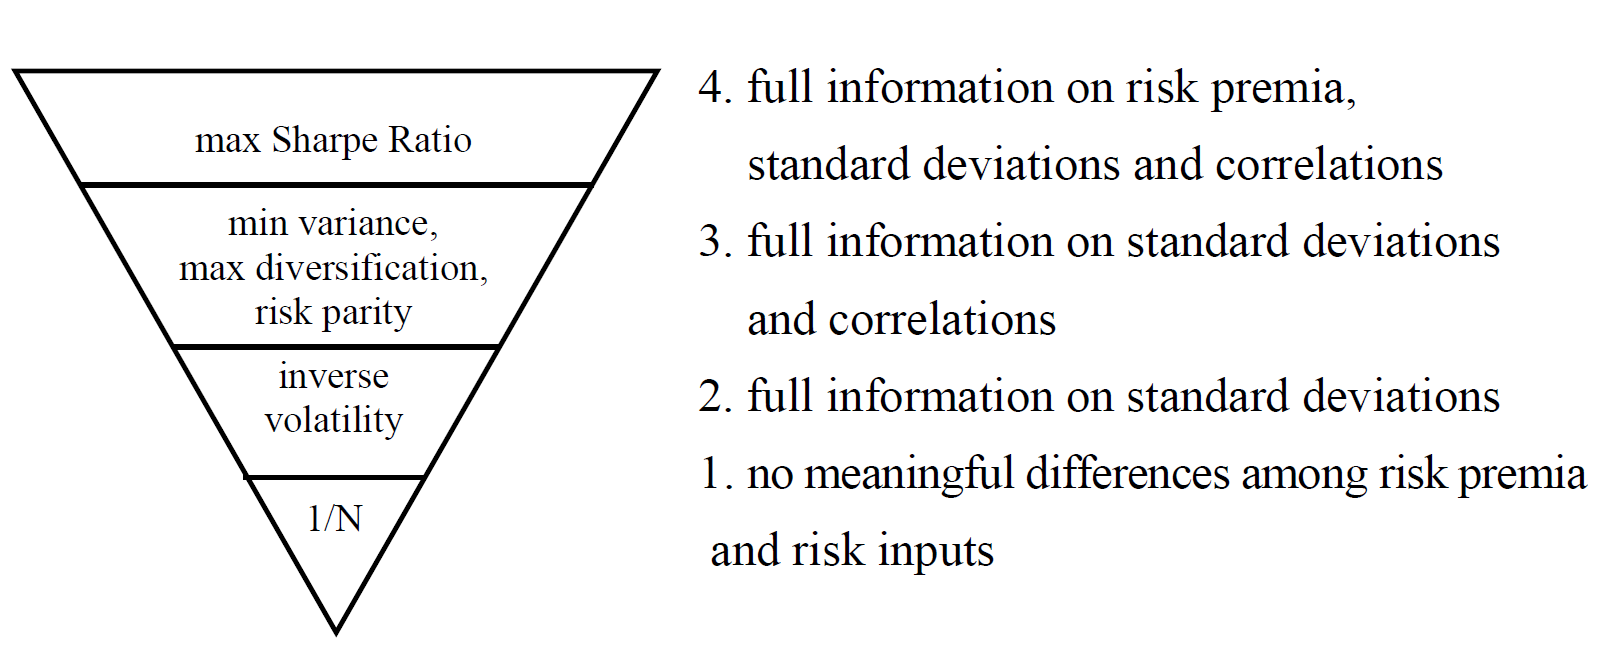 max Sharpe Ratio
min variance,
max diversification,
risk parity
inverse
volatility
1/N
4. full information on risk premia,
standard deviations and correlations
3. full information on standard deviations
and correlations
2. full information on standard deviations
1. no meaningful differences among risk premia
and risk inputs